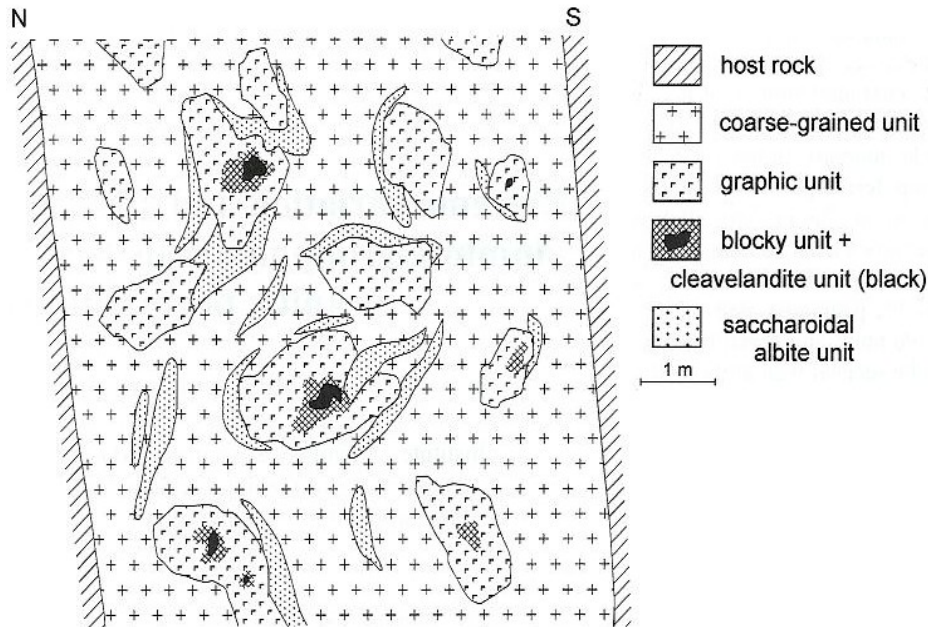 N
S
host rock
coarse-grained unit
graphic unit
blocky unit +
cleavelandite unit (black)
saccharoidal
albite unit
1 m